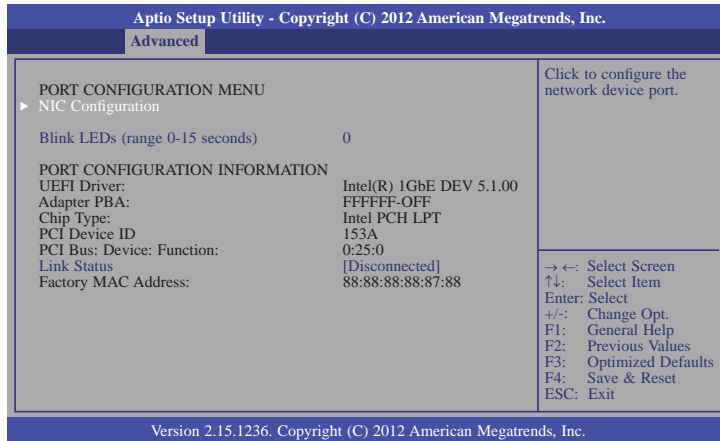 Aptio Setup Utility - Copyright (C) 2012 American Megatrends, Inc.
Advanced
PORT CONFIGURATION MENU
► NIC Configuration
Blink LEDs (range 0-15 seconds) 0
PORT CONFIGURATION INFORMATION
UEFI Driver: Intel(R) 1GbE DEV 5.1.00
Adapter PBA: FFFFFF-OFF
Chip Type: Intel PCH LPT
PCI Device ID 153A
PCI Bus: Device: Function: 0:25:0
Link Status [Disconnected]
Factory MAC Address: 88:88:88:88:87:88
Click to configure the
network device port.
→ ←: Select Screen
↑↓: Select Item
Enter: Select
+/-: Change Opt.
F1: General Help
F2: Previous Values
F3: Optimized Defaults
F4: Save & Reset
ESC: Exit
Version 2.15.1236. Copyright (C) 2012 American Megatrends, Inc.